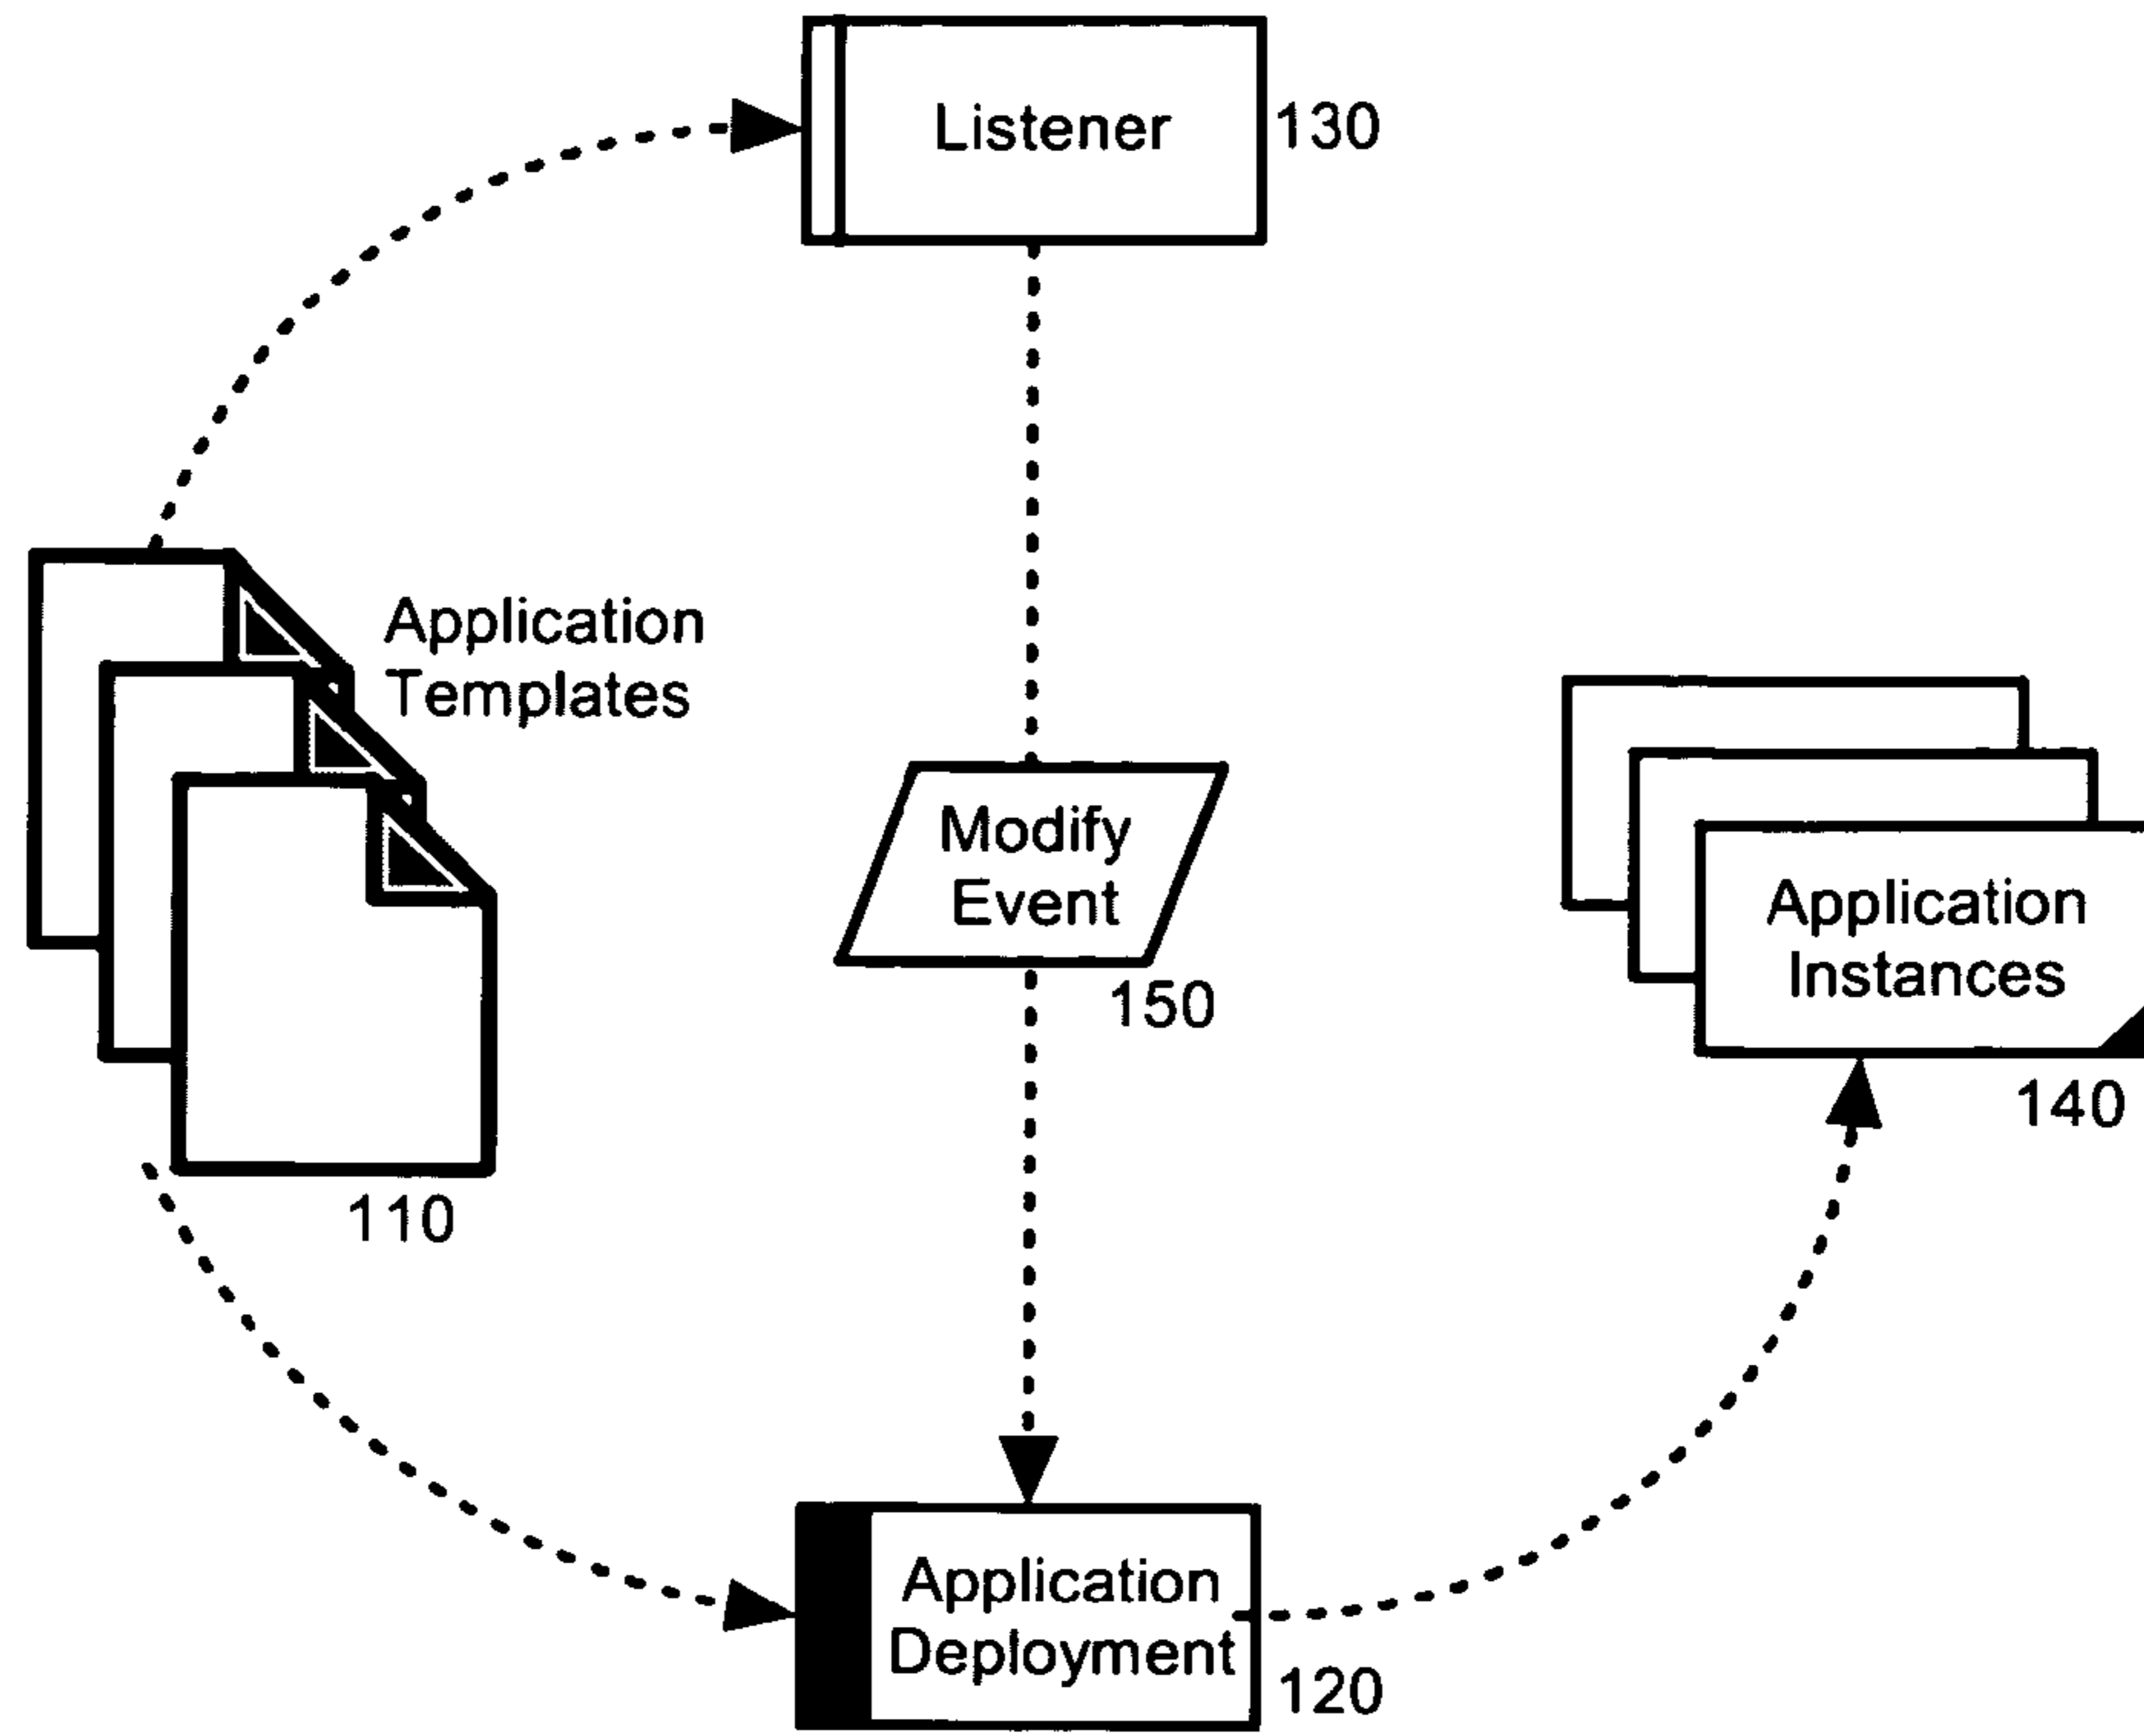 Listener
130
Application
Templates
Modify
Event
150
Application
Instances
140
110
Application
Deployment
120